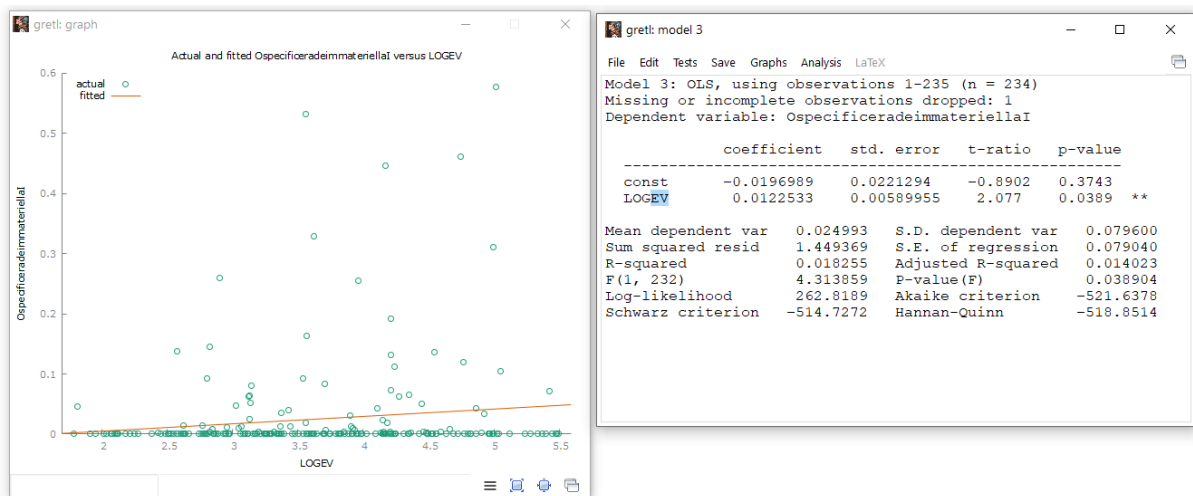 gretl: graph
Actual and fitted OspecificeradeimmateriellaI versus LOGEV
0.6
actual
fitted
0.5
0.4
0.3
0.2
0.1
0
OspecificeradeimmateriellaI
2 2.5 3 3.5 4 4.5 5 5.5
LOGEV
gretl: model 3
File Edit Tests Save Graphs Analysis LaTeX
Model 3: OLS, using observations 1-235 (n = 234)
Missing or incomplete observations dropped: 1
Dependent variable: OspecificeradeimmateriellaI
coefficient std. error t-ratio p-value
-------------------------------------------------------
const -0.0196989 0.0221294 -0.8902 0.3743
LOGEV 0.0122533 0.00589955 2.077 0.0389 **
Mean dependent var 0.024993 S.D. dependent var 0.079600
Sum squared resid 1.449369 S.E. of regression 0.079040
R-squared 0.018255 Adjusted R-squared 0.014023
F(1, 232) 4.313859 P-value(F) 0.038904
Log-likelihood 262.8189 Akaike criterion -521.6378
Schwarz criterion -514.7272 Hannan-Quinn -518.8514